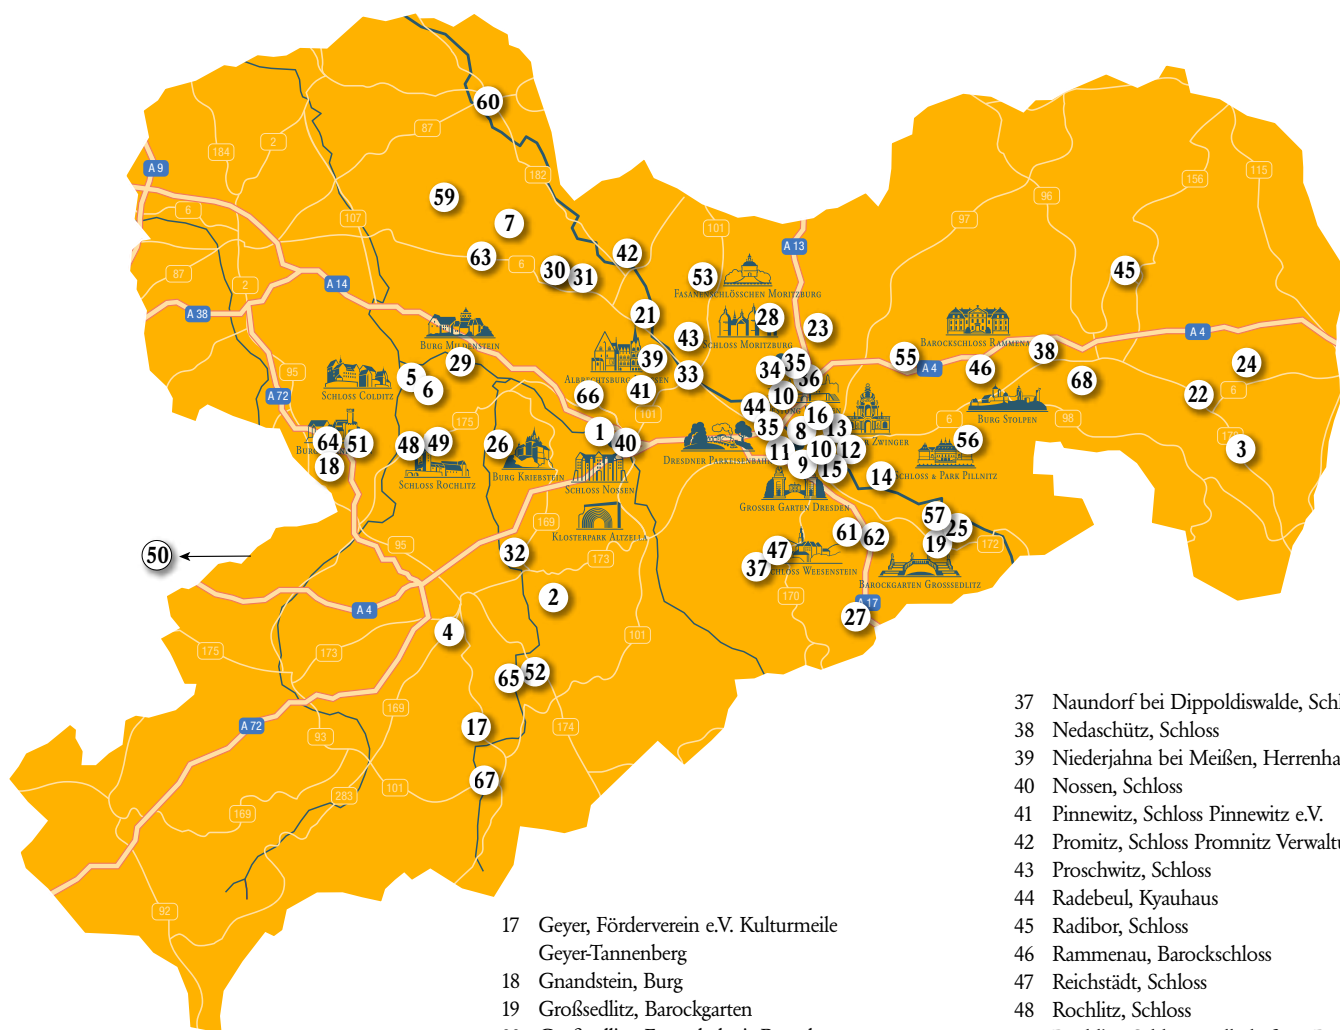 60
87
2
184
A 9
182
59
107
6
7
101
97
96
156
115
A 13
63
6
30
31
42
53
45
87
2
A 14
A 38
FASANENSCHLÖSSCHEN MORITZBURG
21
28
23
BAROCKSCHLOSS RAMMENAU
A 4
BURG MILDENSTEIN
43
SCHLOSS MORITZBURG
38
55
A 4
46
24
29
39
35
34
36
95
5
6
ALBRECHTSBURG
33
68
22
6
SCHLOSS COLDITZ
A 72
66
41
101
10
44
16
BURG STOLPEN
98
175
1
40
35
8
13
ZWINGER
6
56
3
64
51
48
49
26
DRESDNER PARKEISENBAHN
11
10
12
9
15
14
SCHLOSS & PARK PILLNITZ
18
SCHLOSS ROCHLITZ
BURG KRIEBSTEIN
SCHLOSS NOSSEN
GROSSER GARTEN DRESDEN
169
KLOSTERPARK ALTZELLA
57
25
61
62
19
172
50
95
32
173
47
37
SCHLOSS WEESENSTEIN
BAROCKGARTEN GROSSSEDLITZ
A 4
2
170
A 17
27
4
101
175
173
65
52
169
17
174
A 72
93
67
283
101
169
92
17 Geyer, Förderverein e.V. Kulturmeile
Geyer-Tannenberg
18 Gnandstein, Burg
19 Großsedlitz, Barockgarten
37 Naundorf bei Dippoldiswalde,
38 Nedaschütz, Schloss
39 Niederjahna bei Meißen,
40 Nossen, Schloss
41 Pinnewitz, Schloss Pinnewitz e.V.
42 Promitz, Schloss Promnitz
43 Proschwitz, Schloss
44 Radebeul, Kyauhaus
45 Radibor, Schloss
46 Rammenau, Barockschloss
47 Reichstädt, Schloss
48 Rochlitz, Schloss